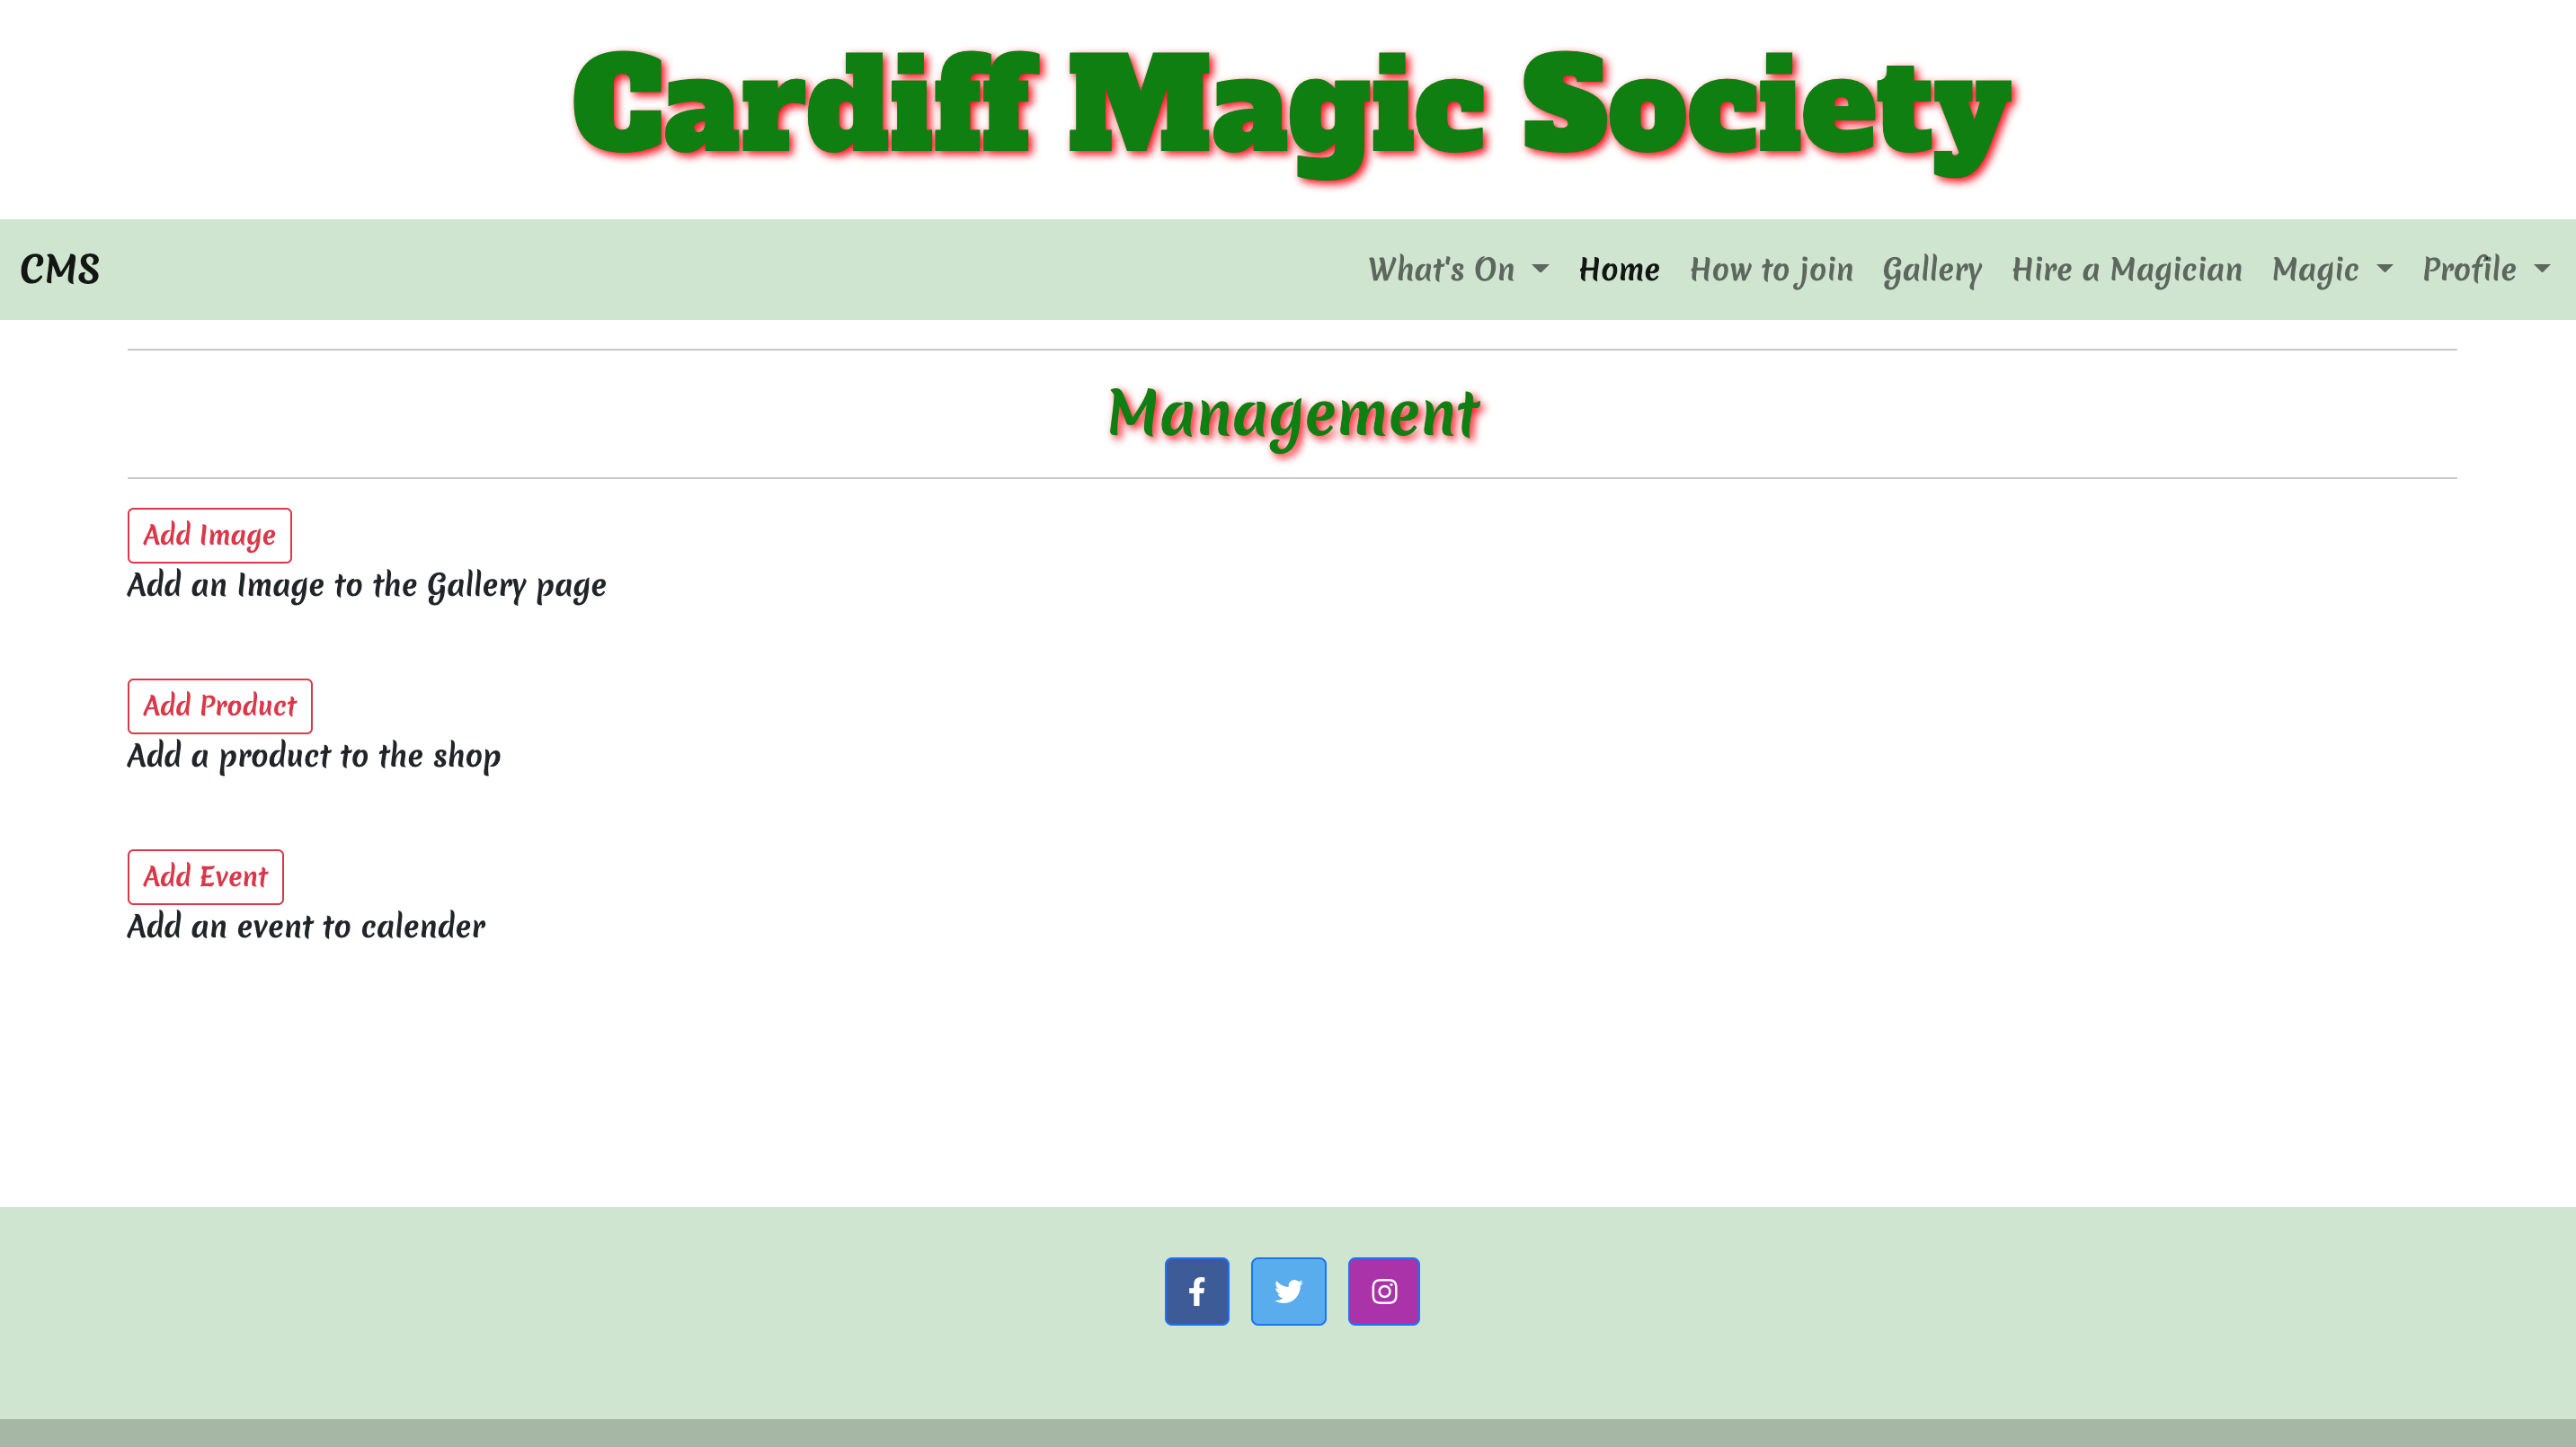 Cardiff Magic Society
CMS What's On Home How to join Gallery Hire a Magician Magic Profile
Management
Add Image
Add an Image to the Gallery page
Add Product
Add a product to the shop
Add Event
Add an event to calender